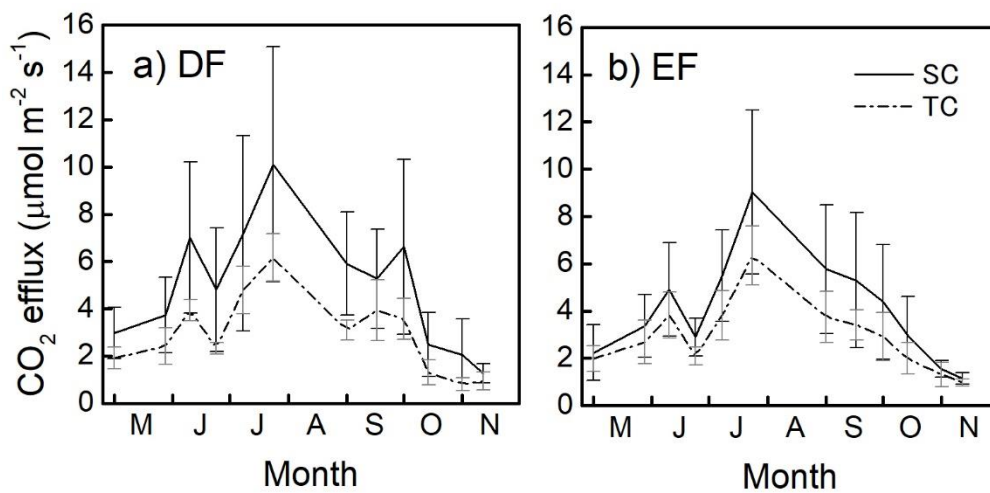 a) DF
16
14
12
10
8
6
4
2
0
CO2 efflux (μmol m-2 s-1)
M J J A S O N
Month
b) EF
SC
TC
16
14
12
10
8
6
4
2
0
M J J A S O N
Month